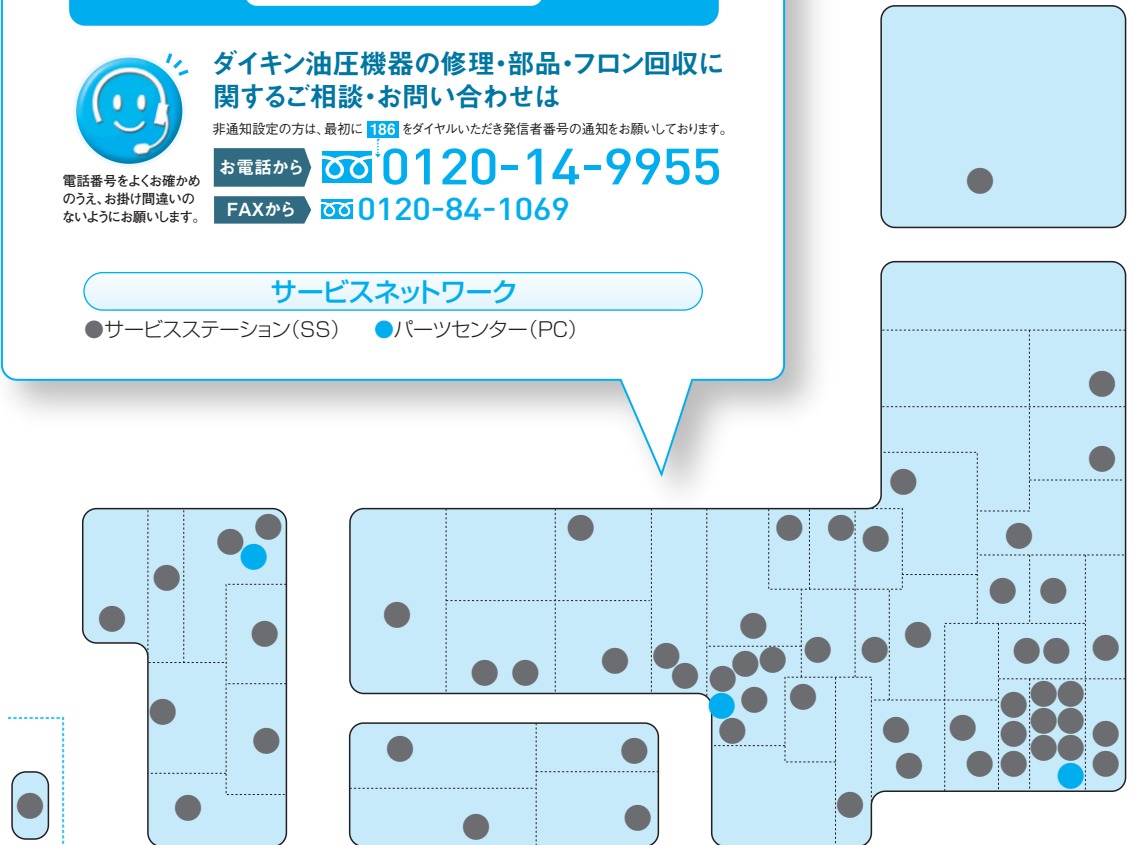 ダイキン油圧機器の修理・部品・フロン回収に
関するご相談・お問い合わせは
非通知設定の方は、最初に 186 をダイヤルいただき発信者番号の通知をお願いしております。
お電話から 0120-14-9955
FAXから 0120-84-1069
電話番号をよくお確かめ
のうえ、お掛け間違いの
ないようにお願いします。
サービスネットワーク
●サービスステーション(SS) ●パーツセンター(PC)